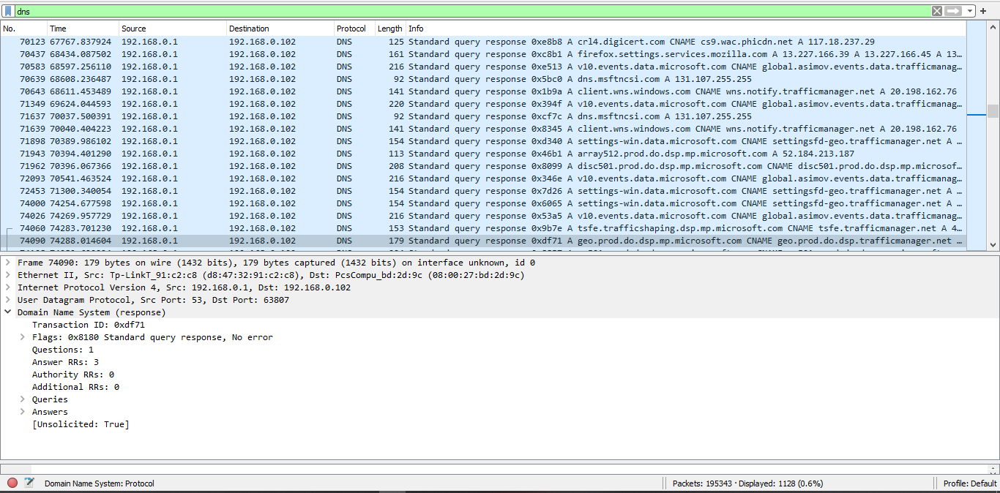 dns
No. Time Source Destination Protocol Length Info
70123 67767.837924 192.168.0.1 192.168.0.102 DNS 125 Standard query response 0xe8b8 A crl4.digicert.com CNAME cs9.wac.phicdn.net A 117.18.237.29
70437 68434.087502 192.168.0.1 192.168.0.102 DNS 161 Standard query response 0xc8b1 A firefox.settings.services.mozilla.com A 13.227.166.39 A 13.227.166.45 A 13…
70583 68597.256110 192.168.0.1 192.168.0.102 DNS 216 Standard query response 0xe513 A v10.events.data.microsoft.com CNAME global.asimov.events.data.trafficmanag…
70639 68608.236487 192.168.0.1 192.168.0.102 DNS 92 Standard query response 0x5bc0 A dns.msftncsi.com A 131.107.255.255
70643 68611.453489 192.168.0.1 192.168.0.102 DNS 141 Standard query response 0x1b9a A client.wns.windows.com CNAME wns.notify.trafficmanager.net A 20.198.162.76
71349 69624.044593 192.168.0.1 192.168.0.102 DNS 220 Standard query response 0x394f A v10.events.data.microsoft.com CNAME global.asimov.events.data.trafficmanag…
71637 70037.500391 192.168.0.1 192.168.0.102 DNS 92 Standard query response 0xcf7c A dns.msftncsi.com A 131.107.255.255
71639 70040.404223 192.168.0.1 192.168.0.102 DNS 141 Standard query response 0x8345 A client.wns.windows.com CNAME wns.notify.trafficmanager.net A 20.198.162.76
71898 70389.986102 192.168.0.1 192.168.0.102 DNS 154 Standard query response 0xd340 A settings-win.data.microsoft.com CNAME settingsfd-geo.trafficmanager.net A …
71943 70394.401290 192.168.0.1 192.168.0.102 DNS 113 Standard query response 0x46b1 A array512.prod.do.dsp.mp.microsoft.com A 52.184.213.187
71962 70396.067366 192.168.0.1 192.168.0.102 DNS 208 Standard query response 0x8099 A disc501.prod.do.dsp.mp.microsoft.com CNAME disc501.prod.do.dsp.mp.microsof…
72093 70541.463524 192.168.0.1 192.168.0.102 DNS 216 Standard query response 0x346e A v10.events.data.microsoft.com CNAME global.asimov.events.data.trafficmanag…
72453 71300.340054 192.168.0.1 192.168.0.102 DNS 154 Standard query response 0x7d26 A settings-win.data.microsoft.com CNAME settingsfd-geo.trafficmanager.net A …
74000 74254.677598 192.168.0.1 192.168.0.102 DNS 154 Standard query response 0x6065 A settings-win.data.microsoft.com CNAME settingsfd-geo.trafficmanager.net A …
74026 74269.957729 192.168.0.1 192.168.0.102 DNS 216 Standard query response 0x53a5 A v10.events.data.microsoft.com CNAME global.asimov.events.data.trafficmanag…
74060 74283.701230 192.168.0.1 192.168.0.102 DNS 153 Standard query response 0x9b7e A tsfe.trafficshaping.dsp.mp.microsoft.com CNAME tsfe.trafficmanager.net A 4…
74090 74288.014604 192.168.0.1 192.168.0.102 DNS 179 Standard query response 0xdf71 A geo.prod.do.dsp.mp.microsoft.com CNAME geo.prod.do.dsp.trafficmanager.net …
Frame 74090: 179 bytes on wire (1432 bits), 179 bytes captured (1432 bits) on interface unknown, id 0
Ethernet II, Src: Tp-LinkT_91:c2:c8 (d8:47:32:91:c2:c8), Dst: PcsCompu_bd:2d:9c (08:00:27:bd:2d:9c)
Internet Protocol Version 4, Src: 192.168.0.1, Dst: 192.168.0.102
User Datagram Protocol, Src Port: 53, Dst Port: 63807
Domain Name System (response)
Transaction ID: 0xdf71
Flags: 0x8180 Standard query response, No error
Questions: 1
Answer RRs: 3
Authority RRs: 0
Additional RRs: 0
Queries
Answers
[Unsolicited: True]
Domain Name System: Protocol Packets: 195343 · Displayed: 1128 (0.6%) Profile: Default